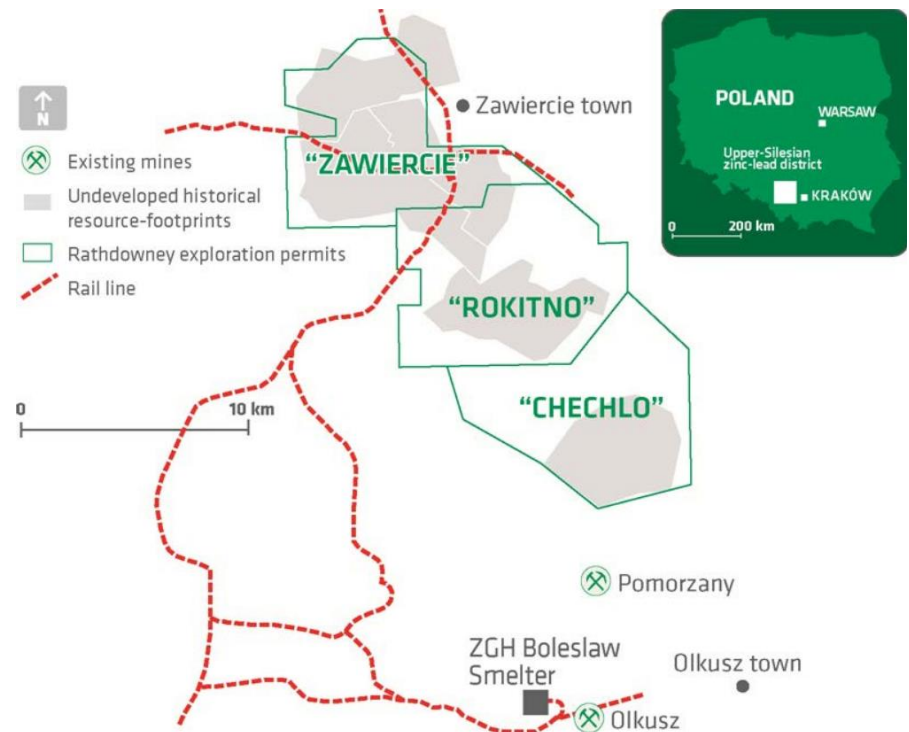 N
Existing mines
Undeveloped historical
resource-footprints
Rathdowney exploration permits
Rail line
0 10 km
Zawiercie town
“ZAWIERCIE”
“ROKITNO”
“CHECHLO”
Pomorzany
ZGH Boleslaw
Smelter
Olkusz town
Olkusz
POLAND
WARSAW
Upper-Silesian
zinc-lead district
KRAKÓW
0 200 km